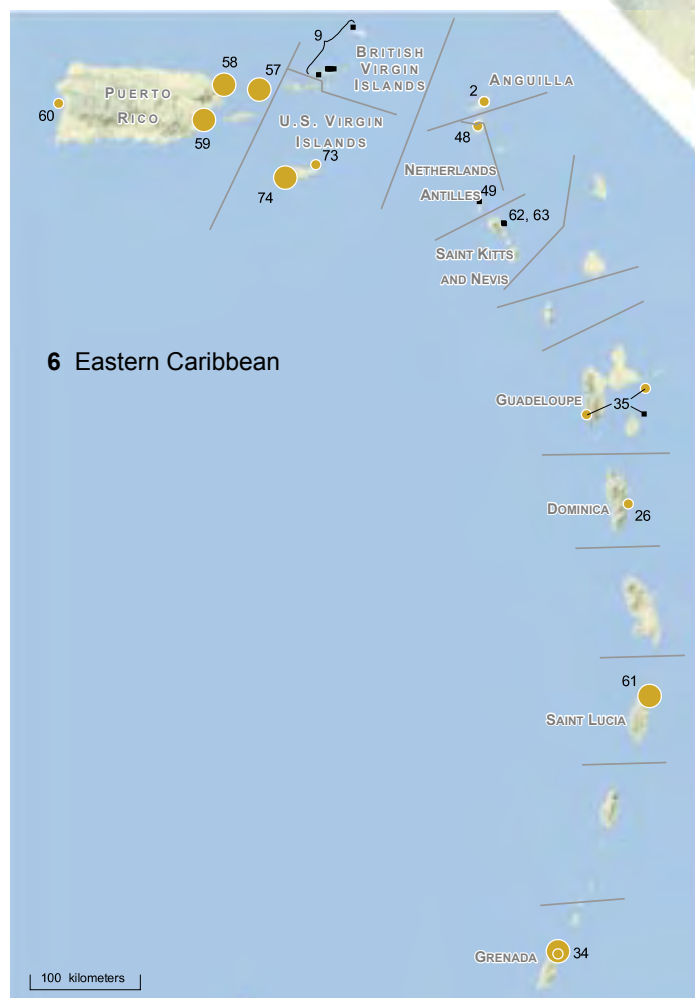 9
BRITISH
VIRGIN
ISLANDS
58
57
ANGUILLA
2
PUERTO
RICO
60
U.S. VIRGIN
ISLANDS
59
48
73
74
NETHERLANDS
ANTILLES
49
62, 63
SAINT KITTS
AND NEVIS
6 Eastern Caribbean
GUADELOUPE
35
DOMINICA
26
61
SAINT LUCIA
GRENADA
34
100 kilometers